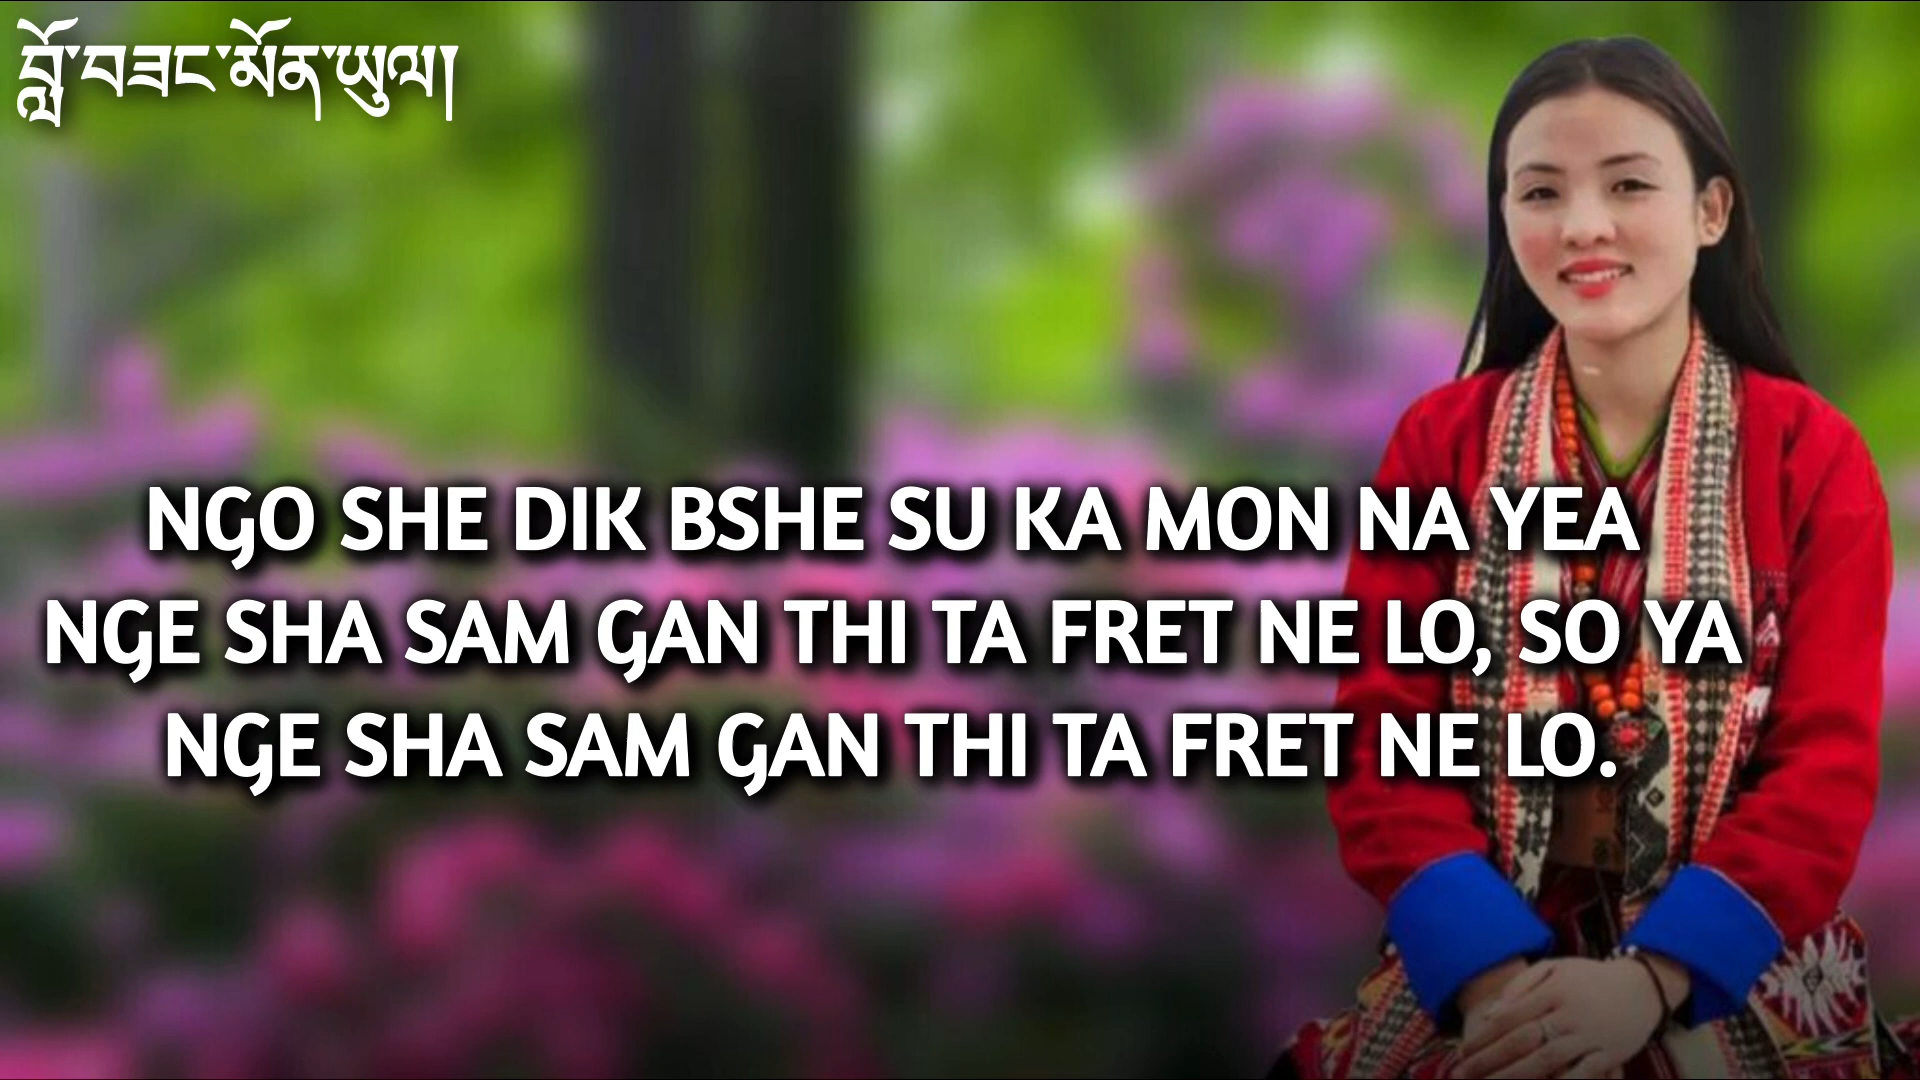 བློ་བཟང་མོན་ཡུལ།
NGO SHE DIK BSHE SU KA MON NA YEA
NGE SHA SAM GAN THI TA FRET NE LO, SO YA
NGE SHA SAM GAN THI TA FRET NE LO.